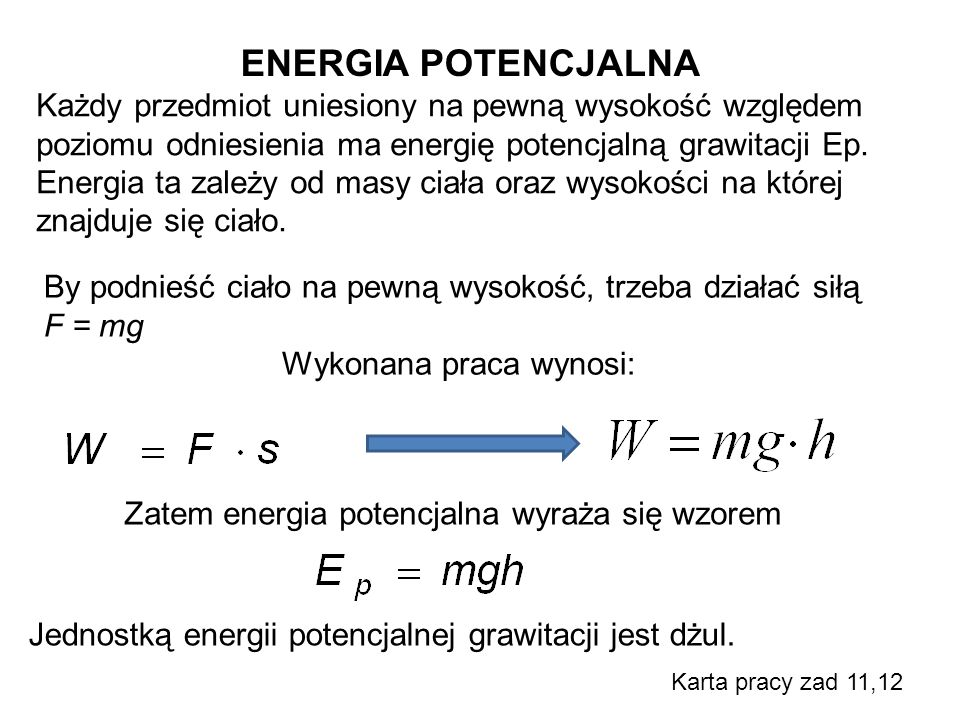 ENERGIA POTENCJALNA
Każdy przedmiot uniesiony na pewną wysokość względem
poziomu odniesienia ma energię potencjalną grawitacji Ep.
Energia ta zależy od masy ciała oraz wysokości na której
znajduje się ciało.
By podnieść ciało na pewną wysokość, trzeba działać siłą
F = mg
Wykonana praca wynosi:
W = F · s
W = mg · h
Zatem energia potencjalna wyraża się wzorem
E p = mgh
Jednostką energii potencjalnej grawitacji jest dżul.
Karta pracy zad 11,12